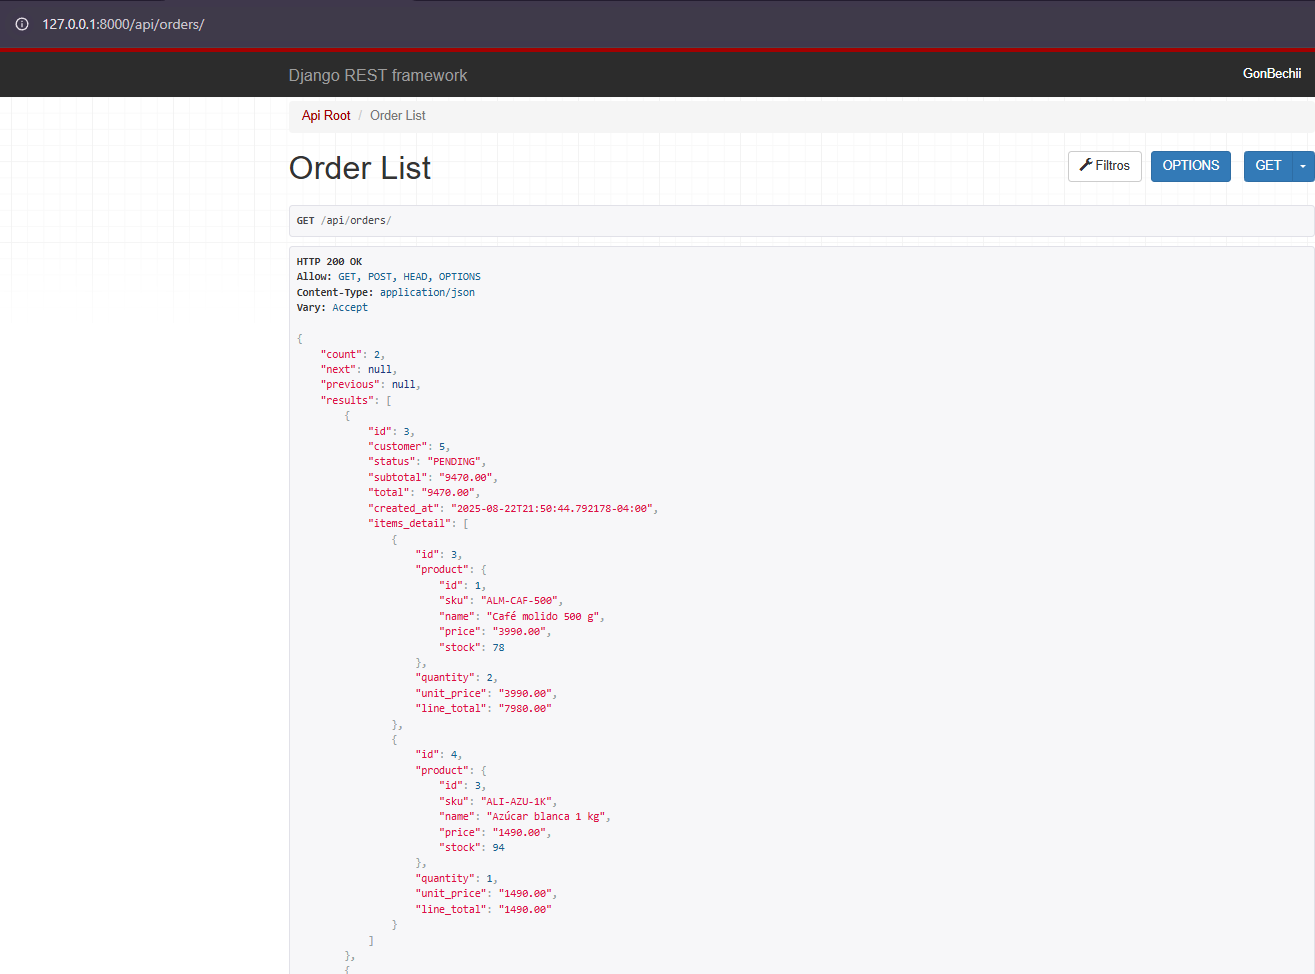 127.0.0.1:8000/api/orders/
Django REST framework
GonBechii
Api Root / Order List
Order List
Filtros
OPTIONS
GET
GET /api/orders/
HTTP 200 OK
Allow: GET, POST, HEAD, OPTIONS
Content-Type: application/json
Vary: Accept
{
    "count": 2,
    "next": null,
    "previous": null,
    "results": [
        {
            "id": 3,
            "customer": 5,
            "status": "PENDING",
            "subtotal": "9470.00",
            "total": "9470.00",
            "created_at": "2025-08-22T21:50:44.792178-04:00",
            "items_detail": [
                {
                    "id": 3,
                    "product": {
                        "id": 1,
                        "sku": "ALM-CAF-500",
                        "name": "Café molido 500 g",
                        "price": "3990.00",
                        "stock": 78
                    },
                    "quantity": 2,
                    "unit_price": "3990.00",
                    "line_total": "7980.00"
                },
                {
                    "id": 4,
                    "product": {
                        "id": 3,
                        "sku": "ALI-AZU-1K",
                        "name": "Azúcar blanca 1 kg",
                        "price": "1490.00",
                        "stock": 94
                    },
                    "quantity": 1,
                    "unit_price": "1490.00",
                    "line_total": "1490.00"
                }
            ]
        },
        {